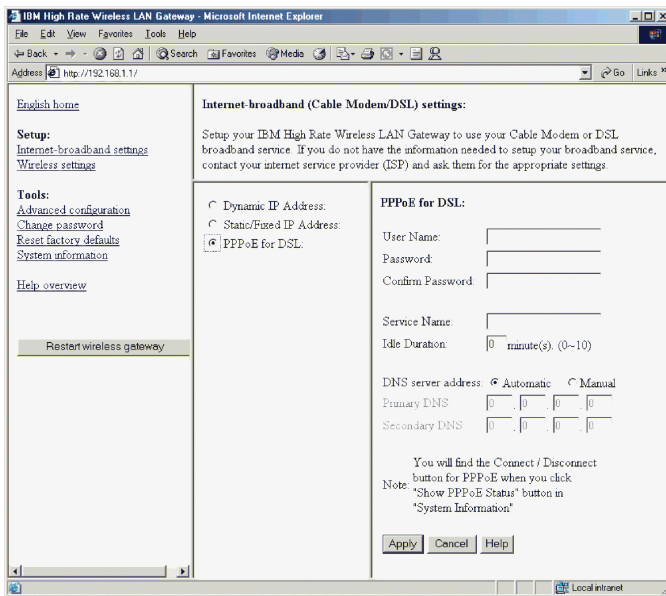 IBM High Rate Wireless LAN Gateway - Microsoft Internet Explorer
File Edit View Favorites Tools Help
Back Search Favorites Media
Address http://192.168.1.1/ Go Links »
English home
Setup:
Internet-broadband settings
Wireless settings
Tools:
Advanced configuration
Change password
Reset factory defaults
System information
Help overview
Restart wireless gateway
Internet-broadband (Cable Modem/DSL) settings:
Setup your IBM High Rate Wireless LAN Gateway to use your Cable Modem or DSL
broadband service. If you do not have the information needed to setup your broadband service,
contact your internet service provider (ISP) and ask them for the appropriate settings.
Dynamic IP Address:
Static/Fixed IP Address:
PPPoE for DSL:
PPPoE for DSL:
User Name:
Password:
Confirm Password:
Service Name:
Idle Duration: 0 minute(s). (0~10)
DNS server address: Automatic Manual
Primary DNS 0 . 0 . 0 . 0
Secondary DNS 0 . 0 . 0 . 0
Note: You will find the Connect / Disconnect
button for PPPoE when you click
"Show PPPoE Status" button in
"System Information"
Apply Cancel Help
Local intranet